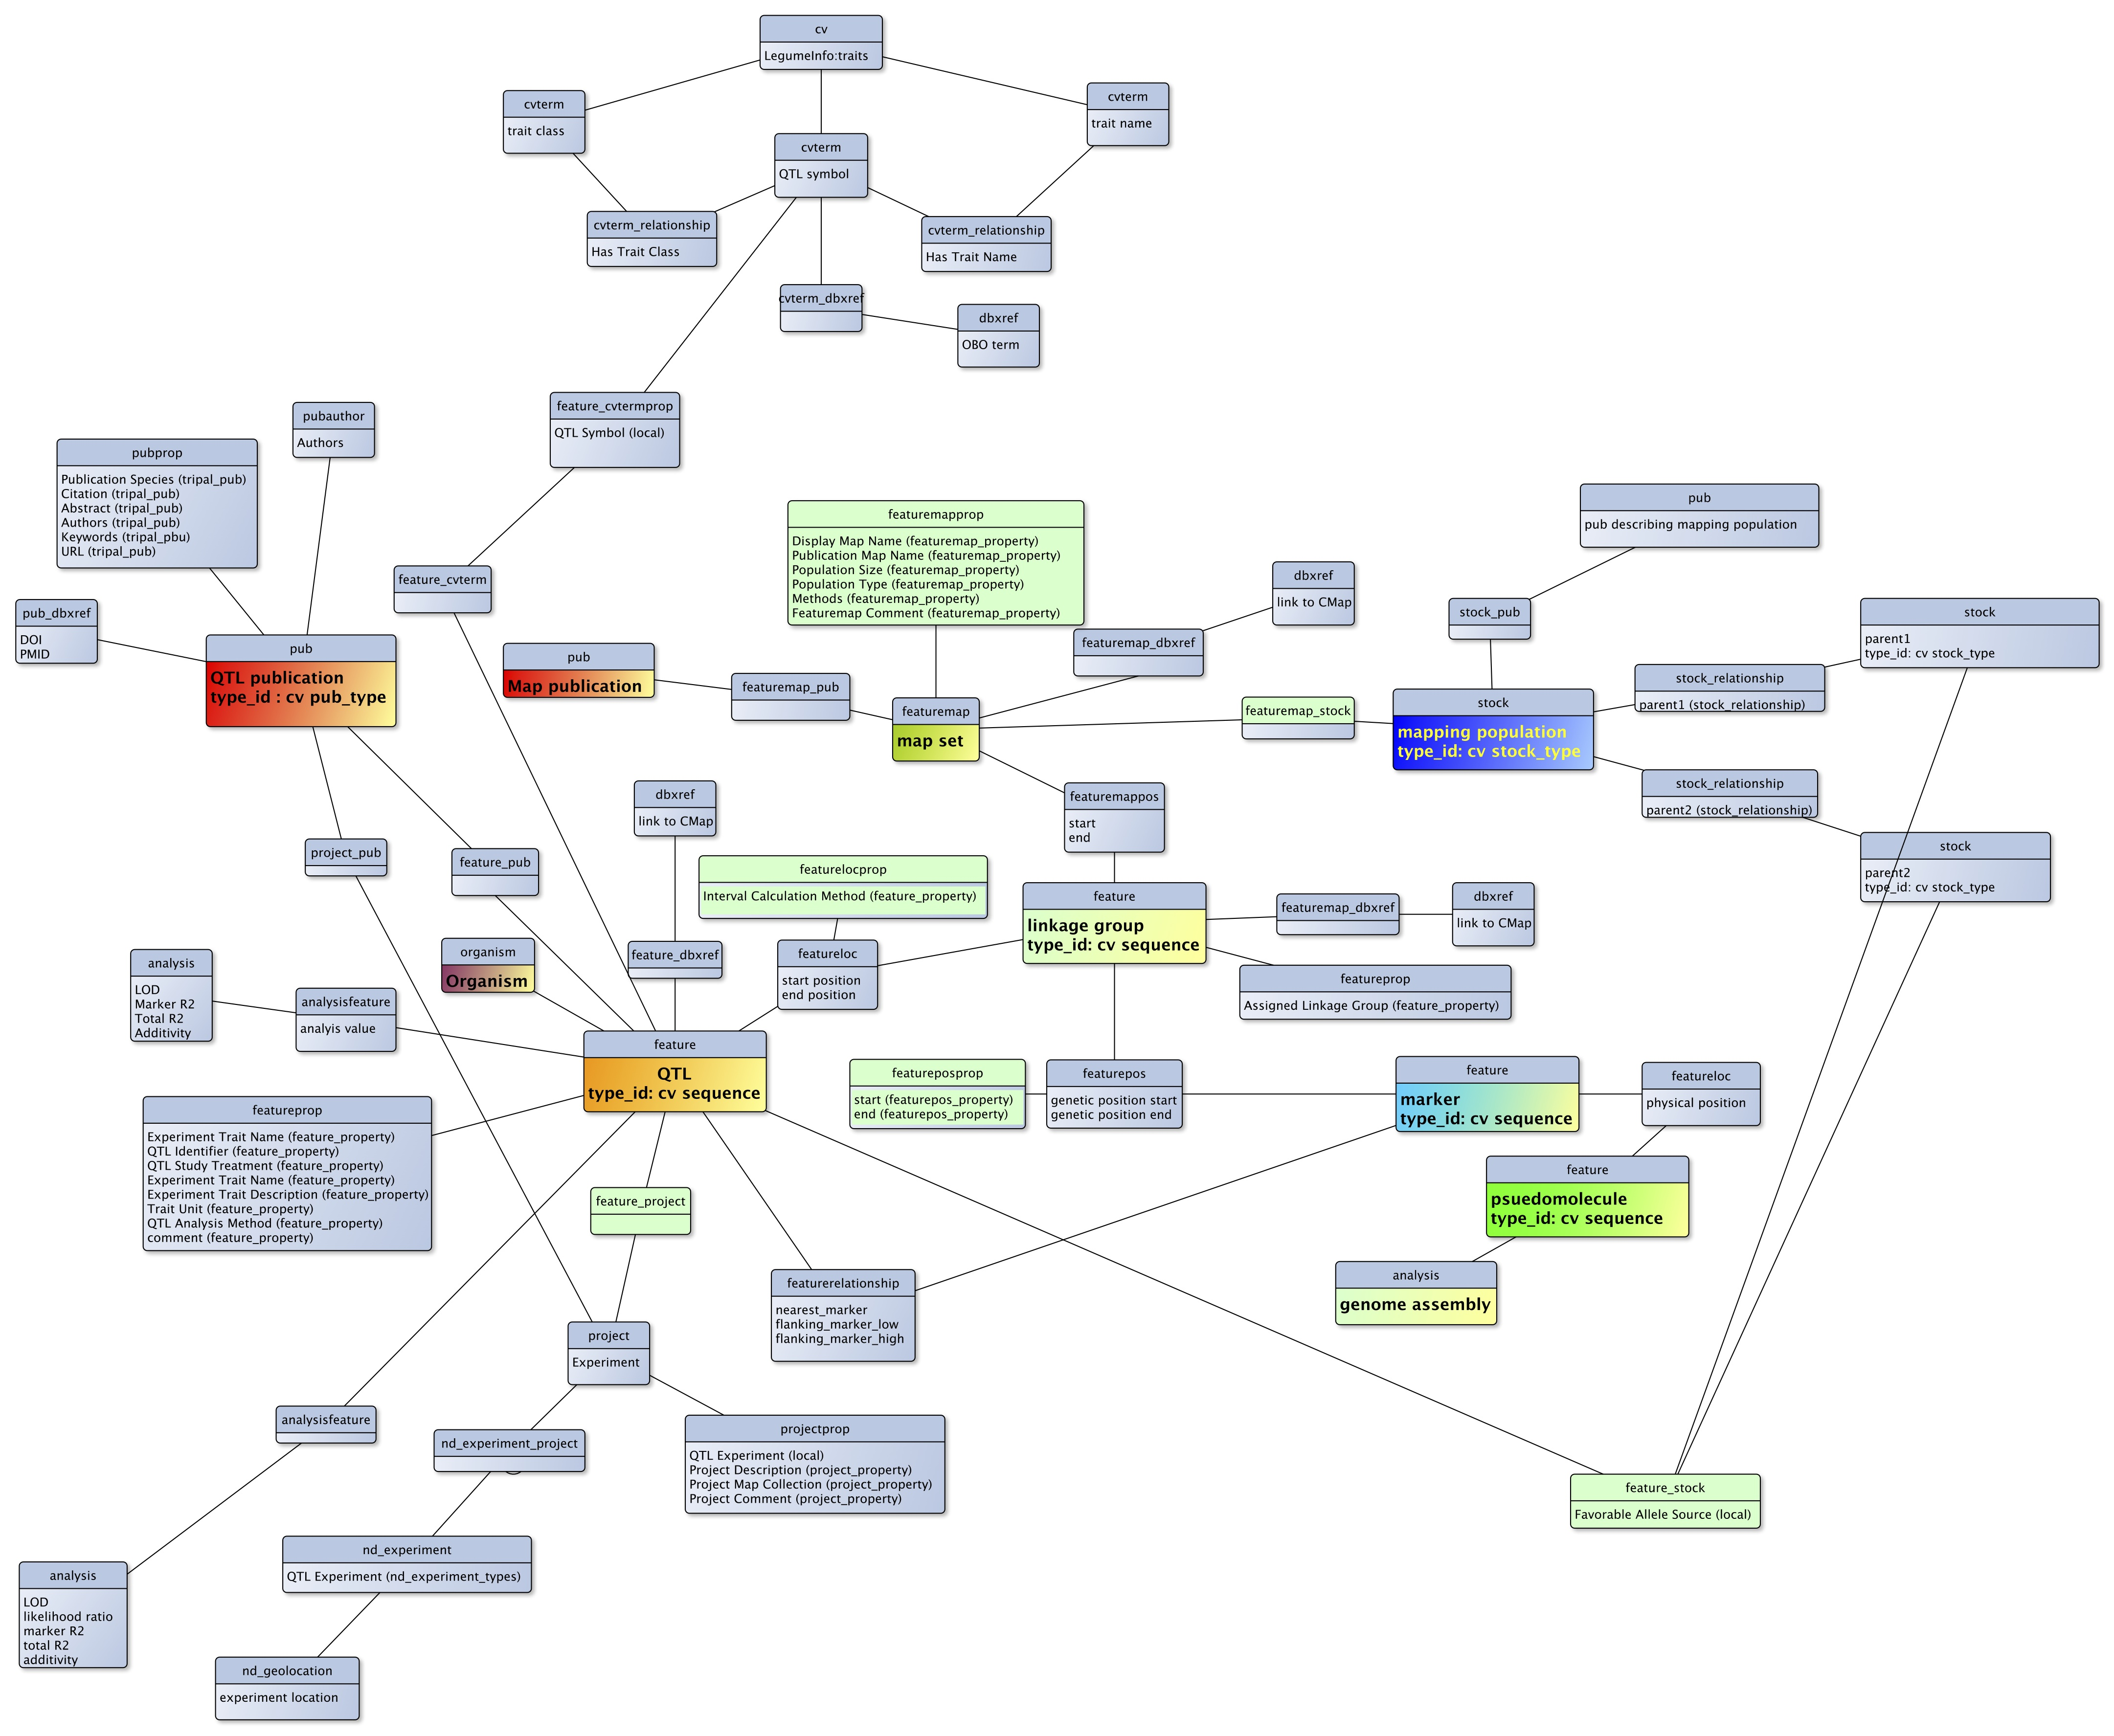 cv
LegumeInfo:traits
cvterm
trait class
cvterm
trait name
cvterm
QTL symbol
cvterm_relationship
Has Trait Class
cvterm_relationship
Has Trait Name
cvterm_dbxref
dbxref
OBO term
feature_cvtermprop
QTL Symbol (local)
pubauthor
Authors
pubprop
Publication Species (tripal_pub)
Citation (tripal_pub)
Abstract (tripal_pub)
Authors (tripal_pub)
Keywords (tripal_pbu)
URL (tripal_pub)
pub_dbxref
DOI
PMID
pub
QTL publication
type_id : cv pub_type
feature_cvterm
pub
Map publication
featuremap_pub
featuremapprop
Display Map Name (featuremap_property)
Publication Map Name (featuremap_property)
Population Size (featuremap_property)
Population Type (featuremap_property)
Methods (featuremap_property)
Featuremap Comment (featuremap_property)
dbxref
link to CMap
featuremap_dbxref
featuremap
map set
featuremap_stock
pub
pub describing mapping population
stock_pub
stock
mapping population
type_id: cv stock_type
stock
parent1
type_id: cv stock_type
stock_relationship
parent1 (stock_relationship)
stock_relationship
parent2 (stock_relationship)
stock
parent2
type_id: cv stock_type
featuremappos
start
end
project_pub
feature_pub
dbxref
link to CMap
featurelocprop
Interval Calculation Method (feature_property)
feature
linkage group
type_id: cv sequence
featuremap_dbxref
dbxref
link to CMap
featureprop
Assigned Linkage Group (feature_property)
organism
Organism
feature_dbxref
featureloc
start position
end position
analysis
LOD
Marker R2
Total R2
Additivity
analysisfeature
analyis value
feature
QTL
type_id: cv sequence
featureposprop
start (featurepos_property)
end (featurepos_property)
featurepos
genetic position start
genetic position end
feature
marker
type_id: cv sequence
featureloc
physical position
feature
psuedomolecule
type_id: cv sequence
analysis
genome assembly
featureprop
Experiment Trait Name (feature_property)
QTL Identifier (feature_property)
QTL Study Treatment (feature_property)
Experiment Trait Name (feature_property)
Experiment Trait Description (feature_property)
Trait Unit (feature_property)
QTL Analysis Method (feature_property)
comment (feature_property)
feature_project
featurerelationship
nearest_marker
flanking_marker_low
flanking_marker_high
project
Experiment
analysisfeature
nd_experiment_project
projectprop
QTL Experiment (local)
Project Description (project_property)
Project Map Collection (project_property)
Project Comment (project_property)
feature_stock
Favorable Allele Source (local)
nd_experiment
QTL Experiment (nd_experiment_types)
analysis
LOD
likelihood ratio
marker R2
total R2
additivity
nd_geolocation
experiment location